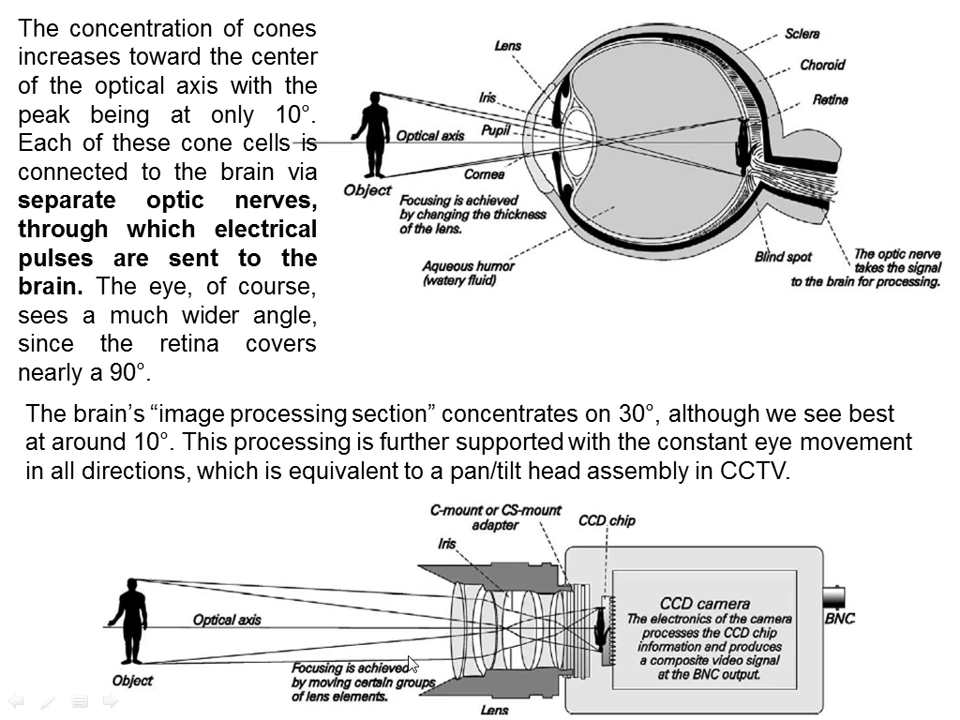 The concentration of cones
increases toward the center
of the optical axis with the
peak being at only 10°.
Each of these cone cells is
connected to the brain via
separate optic nerves,
through which electrical
pulses are sent to the
brain. The eye, of course,
sees a much wider angle,
since the retina covers
nearly a 90°.
Lens
Iris
Pupil
Optical axis
Cornea
Object
Focusing is achieved
by changing the thickness
of the lens.
Aqueous humor
(watery fluid)
Sclera
Choroid
Retina
Blind spot
The optic nerve
takes the signal
to the brain for processing.
The brain's “image processing section” concentrates on 30°, although we see best
at around 10°. This processing is further supported with the constant eye movement
in all directions, which is equivalent to a pan/tilt head assembly in CCTV.
C-mount or CS-mount
adapter
CCD chip
Iris
Optical axis
Object
Focusing is achieved
by moving certain groups
of lens elements.
Lens
CCD camera
The electronics of the camera
processes the CCD chip
information and produces
a composite video signal
at the BNC output.
BNC